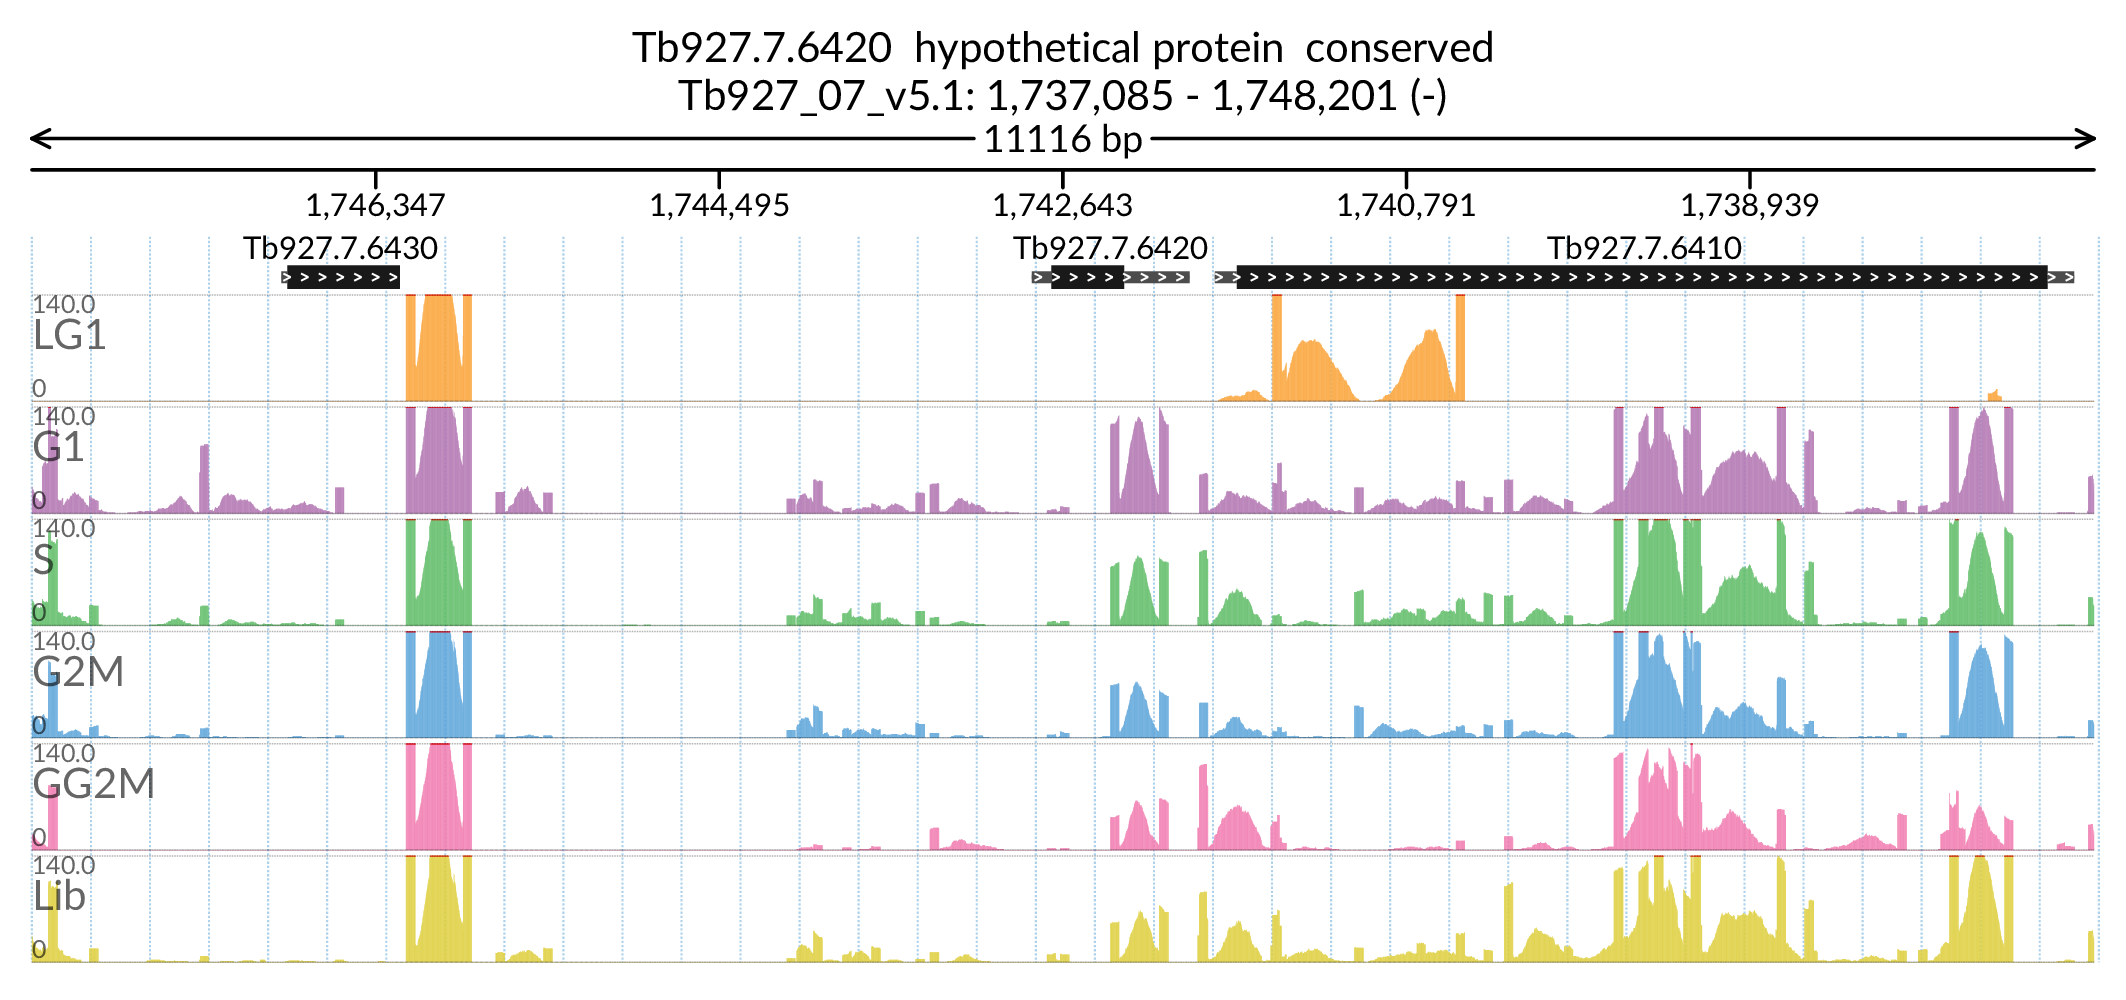 Tb927.7.6420 hypothetical protein conserved
Tb927_07_v5.1: 1,737,085 - 1,748,201 (-)
11116 bp
1,746,347 1,744,495 1,742,643 1,740,791 1,738,939
Tb927.7.6430 Tb927.7.6420 Tb927.7.6410
140.0
LG1
0
140.0
G1
0
140.0
S
0
140.0
G2M
0
140.0
GG2M
0
140.0
Lib
0